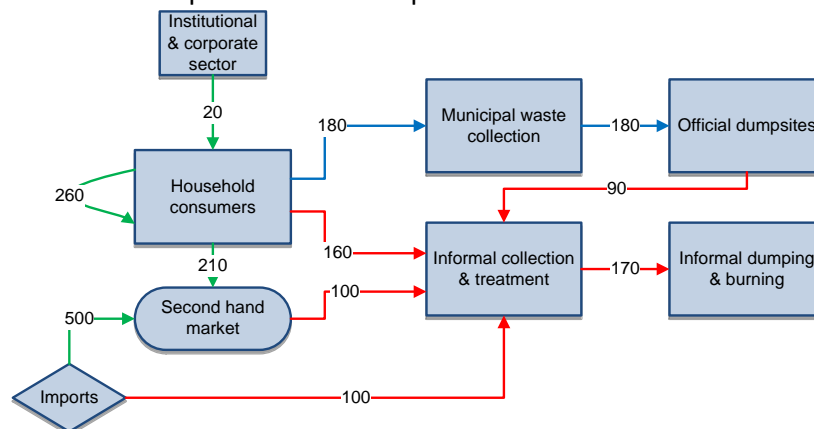 Institutional
& corporate
sector
20
180
Municipal waste
collection
180
Official dumpsites
260
Household
consumers
90
160
210
Informal collection
& treatment
170
Informal dumping
& burning
500
Second hand
market
100
Imports
100